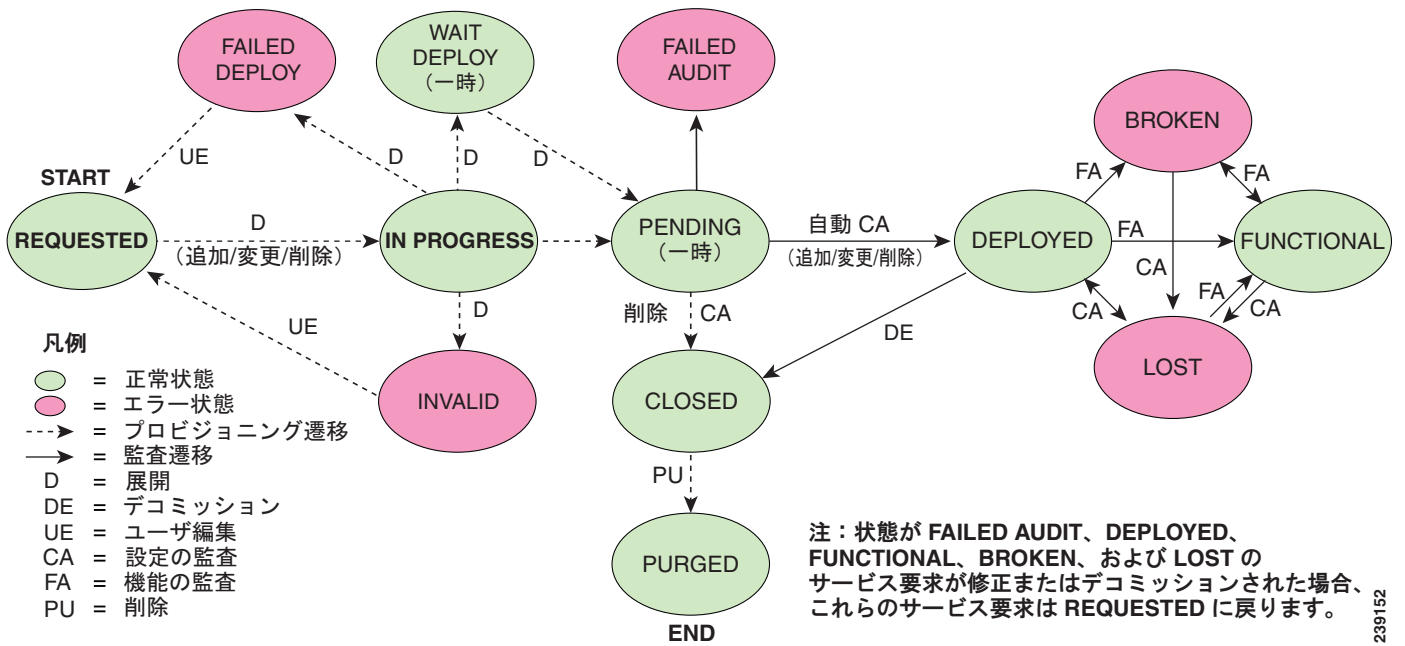 FAILED
DEPLOY
WAIT
DEPLOY
（一時）
FAILED
AUDIT
BROKEN
UE
D
D
D
FA
FA
START
REQUESTED
D
（追加/変更/削除）
IN PROGRESS
PENDING
（一時）
自動 CA
（追加/変更/削除）
DEPLOYED
FA
FUNCTIONAL
CA
UE
D
削除
CA
DE
CA
FA
CA
LOST
INVALID
CLOSED
PU
PURGED
END
凡例
= 正常状態
= エラー状態
= プロビジョニング遷移
= 監査遷移
D = 展開
DE = デコミッション
UE = ユーザ編集
CA = 設定の監査
FA = 機能の監査
PU = 削除
注：状態が FAILED AUDIT、DEPLOYED、
FUNCTIONAL、BROKEN、および LOST の
サービス要求が修正またはデコミッションされた場合、
これらのサービス要求は REQUESTED に戻ります。
239152